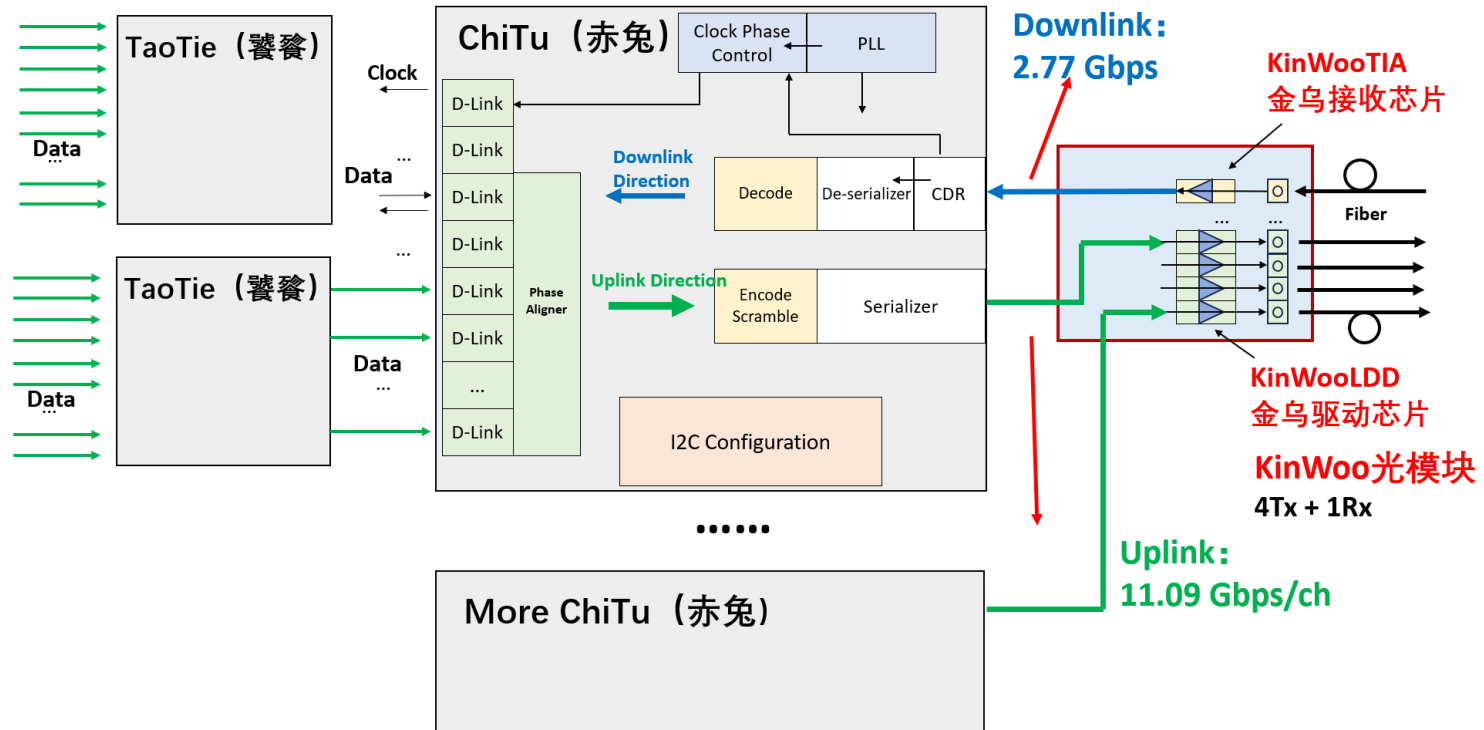 TaoTie（饕餮）
Data
...
TaoTie（饕餮）
Data
...
Clock
...
Data
...
Data
...
ChiTu（赤兔）
Clock Phase
Control
PLL
D-Link
D-Link
D-Link
D-Link
D-Link
D-Link
...
D-Link
Phase
Aligner
Downlink
Direction
Decode
De-serializer
CDR
Uplink Direction
Encode
Scramble
Serializer
I2C Configuration
......
More ChiTu（赤兔）
Downlink：
2.77 Gbps
KinWooTIA
金乌接收芯片
O
Fiber
...
...
O
O
O
O
KinWooLDD
金乌驱动芯片
KinWoo光模块
4Tx + 1Rx
Uplink：
11.09 Gbps/ch